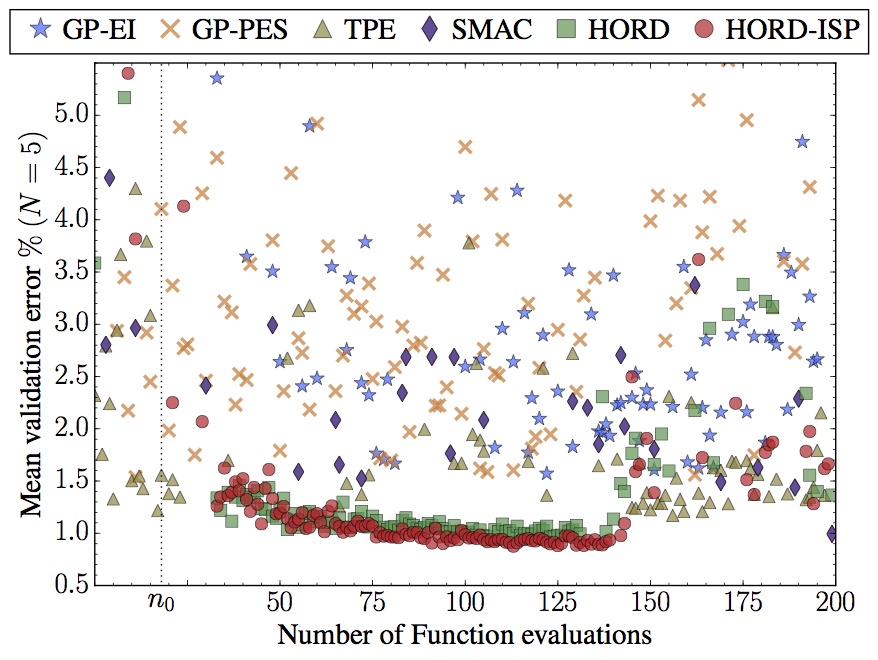 GP-EI GP-PES TPE SMAC HORD HORD-ISP
Mean validation error % (N = 5)
5.0
4.5
4.0
3.5
3.0
2.5
2.0
1.5
1.0
0.5
n0 50 75 100 125 150 175 200
Number of Function evaluations